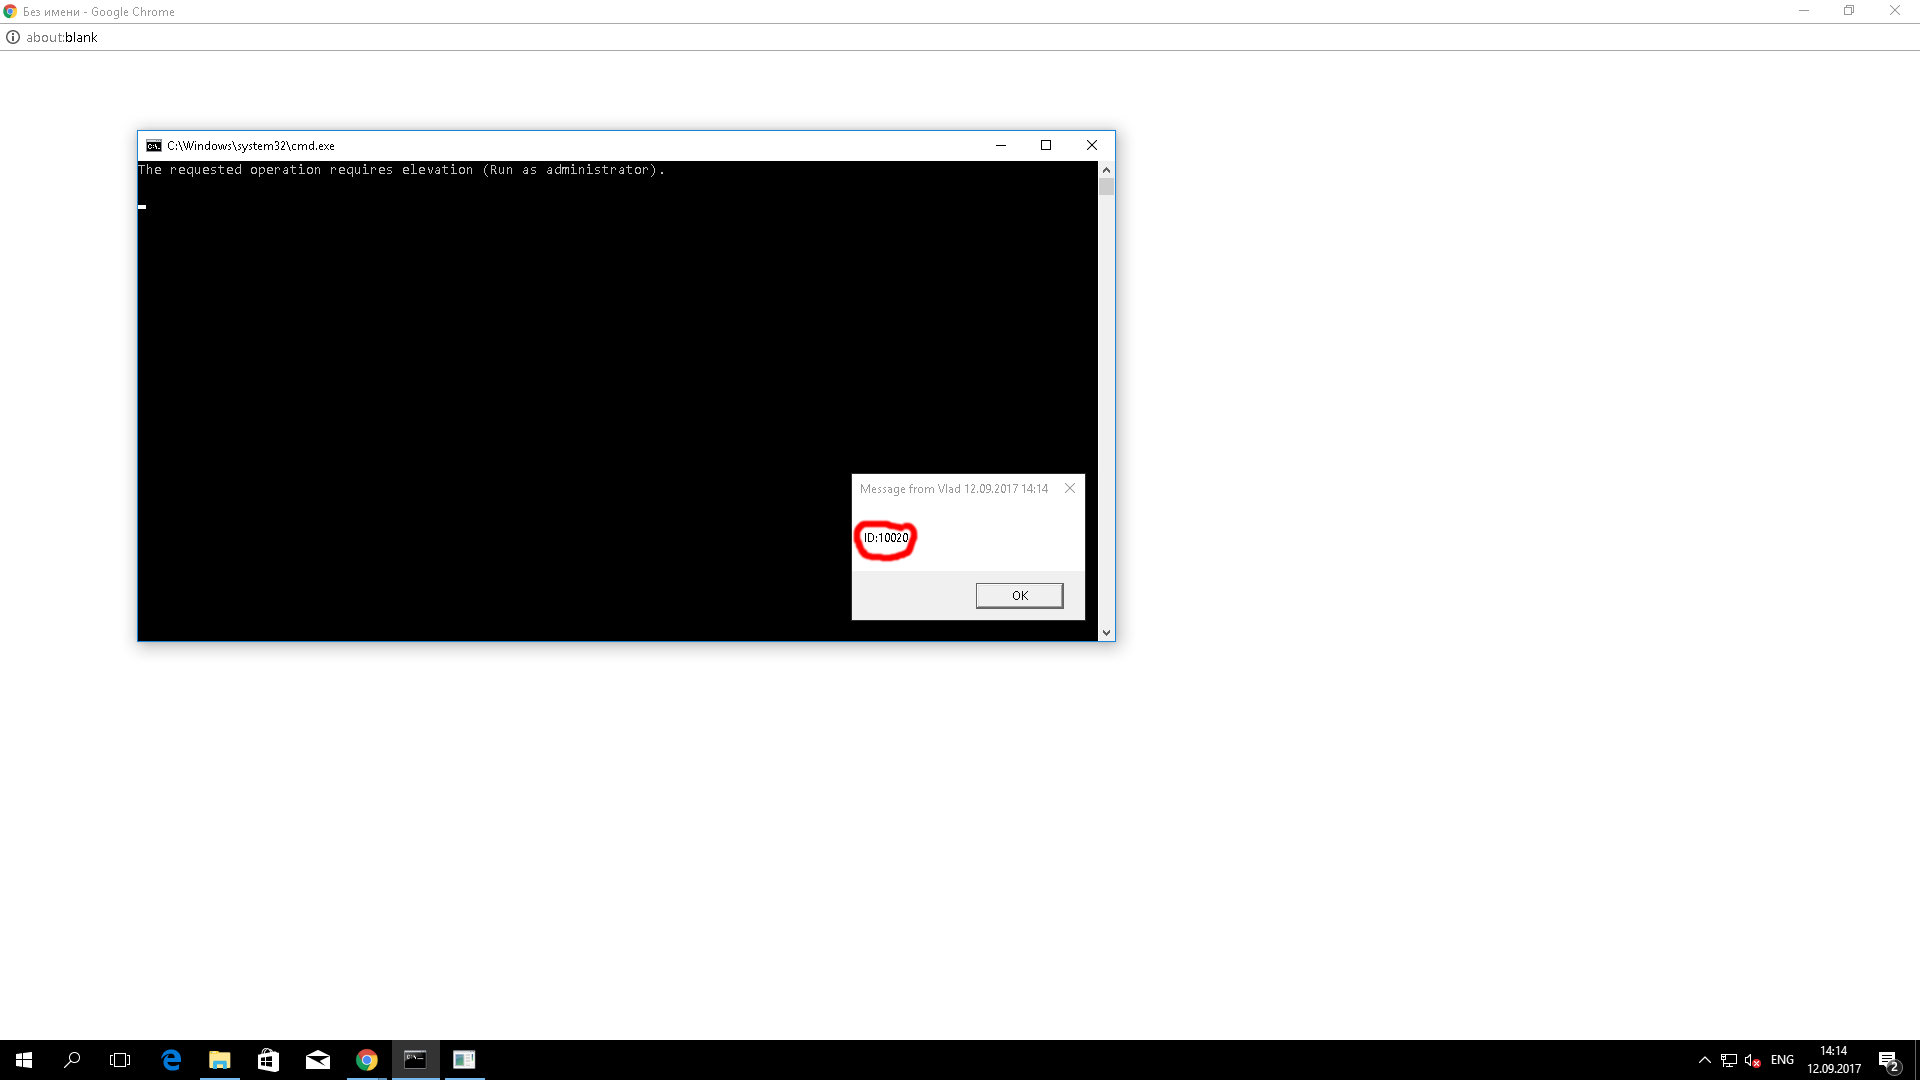 Без имени - Google Chrome
about:blank
C:\Windows\system32\cmd.exe
The requested operation requires elevation (Run as administrator).
Message from Vlad 12.09.2017 14:14
ID:10020
OK
ENG
14:14
12.09.2017
2